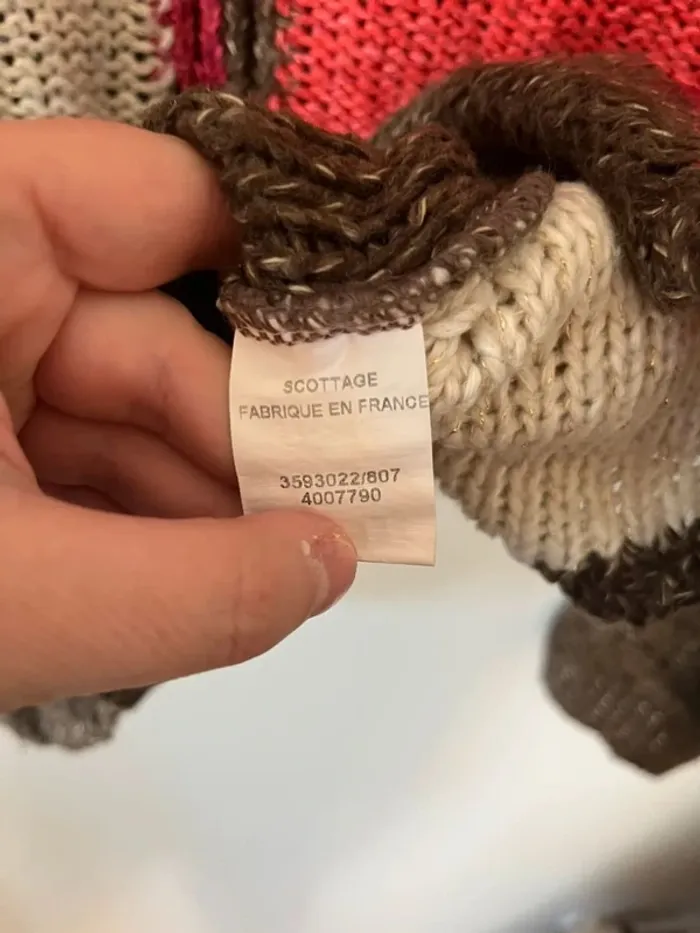 SCOTTAGE
FABRIQUE EN FRANCE
3593022/807
4007790